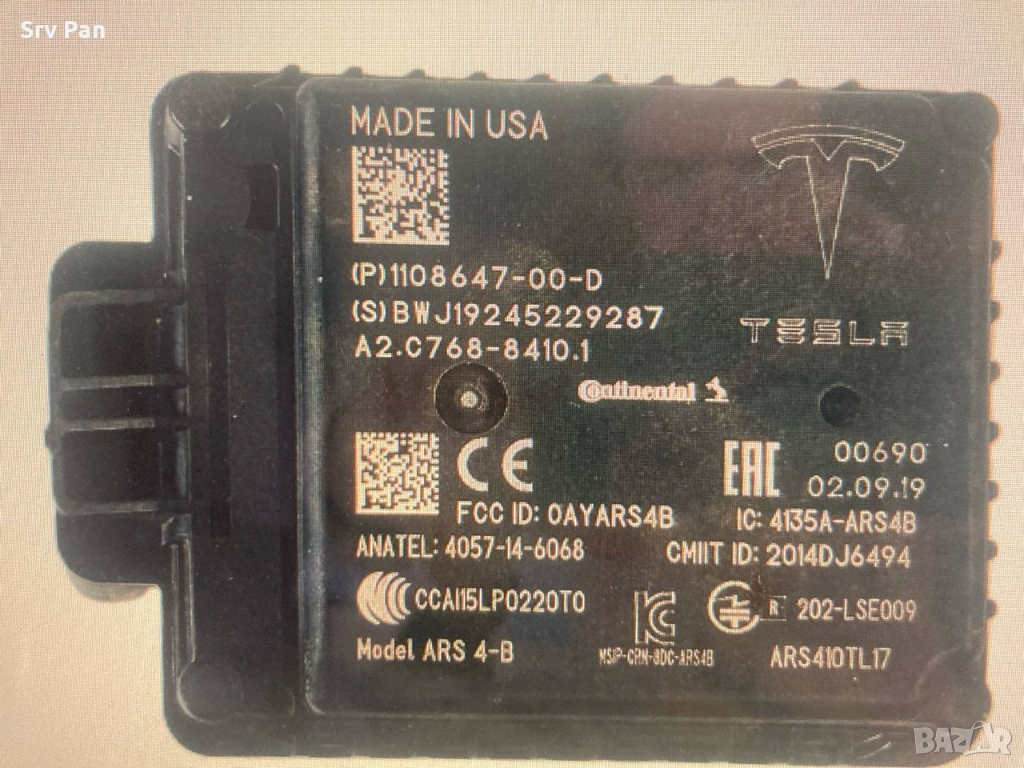 Srv Pan
MADE IN USA
(P)1108647-00-D
(S)BWJ19245229287
A2.C768-8410.1
TESLA
Continental
CE
EAC
00690
02.09.19
FCC ID: OAYARS4B
IC: 4135A-ARS4B
ANATEL: 4057-14-6068
CMIIT ID: 2014DJ6494
CCAI15LP0220T0
R 202-LSE009
MSIP-CRM-8DC-ARS4B
Model ARS 4-B
ARS410TL17
BAZAR